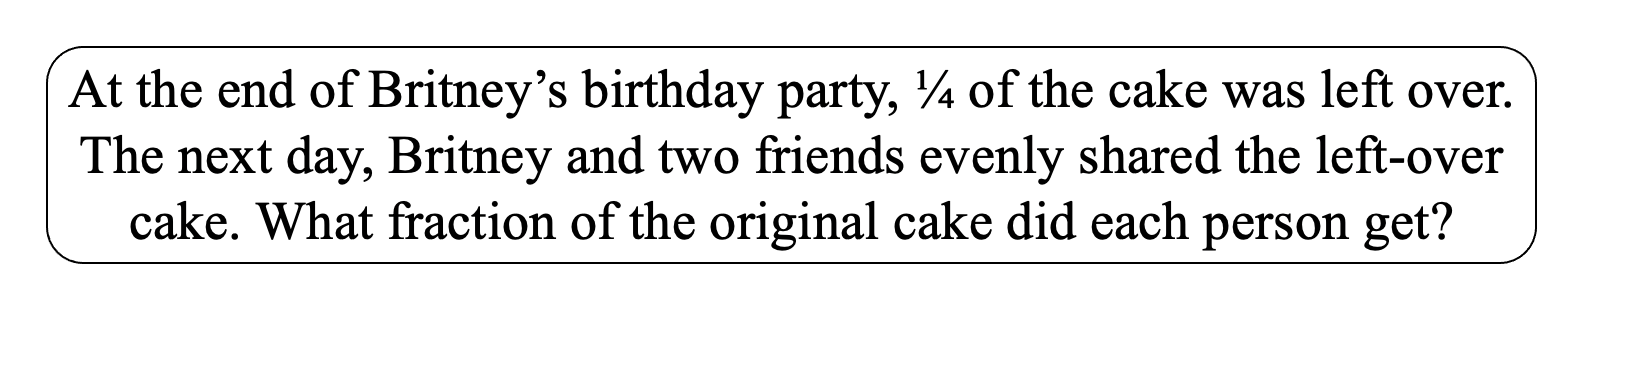 At the end of Britney’s birthday party, ¼ of the cake was left over.
The next day, Britney and two friends evenly shared the left-over
cake. What fraction of the original cake did each person get?